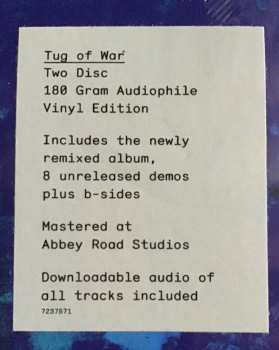 Tug of War
Two Disc
180 Gram Audiophile
Vinyl Edition
Includes the newly
remixed album,
8 unreleased demos
plus b-sides
Mastered at
Abbey Road Studios
Downloadable audio of
all tracks included
7237871